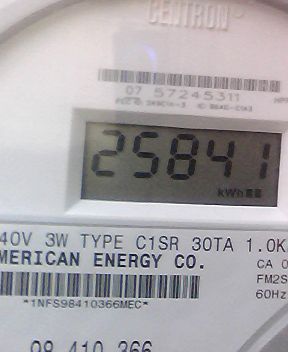 CENTRON
07 57245311
25841
kWh
40V 3W TYPE C1SR 30TA 1.0K
MERICAN ENERGY CO.
CA 0
FM2S
60Hz
*1NFS98410366MEC*
98 410 366